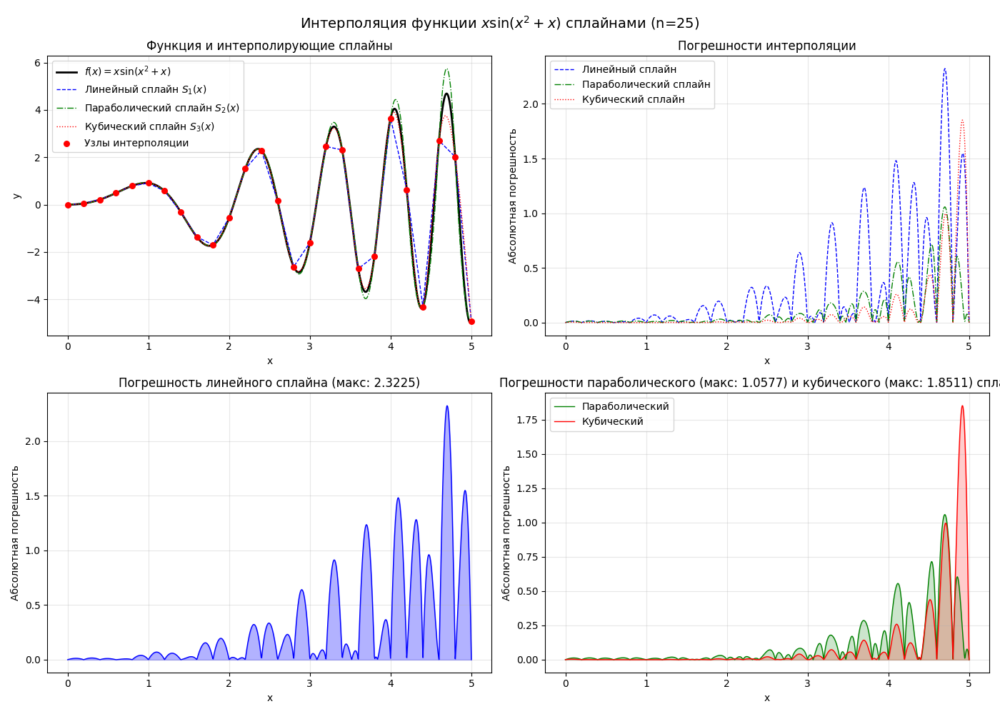 Интерполяция функции x sin(x² + x) сплайнами (n=25)
Функция и интерполирующие сплайны
f(x) = x sin(x² + x)
Линейный сплайн S₁(x)
Параболический сплайн S₂(x)
Кубический сплайн S₃(x)
Узлы интерполяции
6
4
2
0
−2
−4
y
0 1 2 3 4 5
x
Погрешности интерполяции
Линейный сплайн
Параболический сплайн
Кубический сплайн
2.0
1.5
1.0
0.5
0.0
Абсолютная погрешность
0 1 2 3 4 5
x
Погрешность линейного сплайна (макс: 2.3225)
2.0
1.5
1.0
0.5
0.0
Абсолютная погрешность
0 1 2 3 4 5
x
Погрешности параболического (макс: 1.0577) и кубического (макс: 1.8511)
Параболический
Кубический
1.75
1.50
1.25
1.00
0.75
0.50
0.25
0.00
Абсолютная погрешность
0 1 2 3 4 5
x